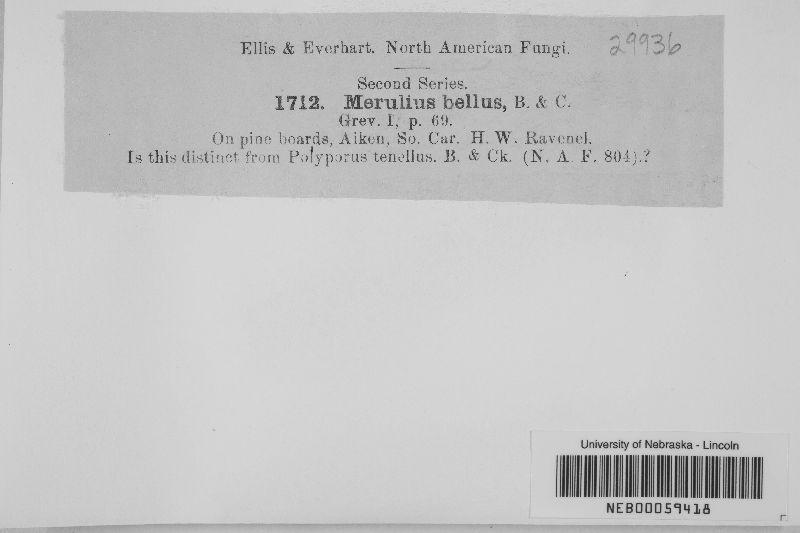 Ellis & Everhart. North American Fungi. 29936
Second Series.
1712. Merulius bellus, B. & C.
Grev. I, p. 69.
On pine boards, Aiken, So. Car. H. W. Ravenel.
Is this distinct from Polyporus tenellus. B. & Ck. (N. A. F. 804).?
University of Nebraska - Lincoln
NEB00059418